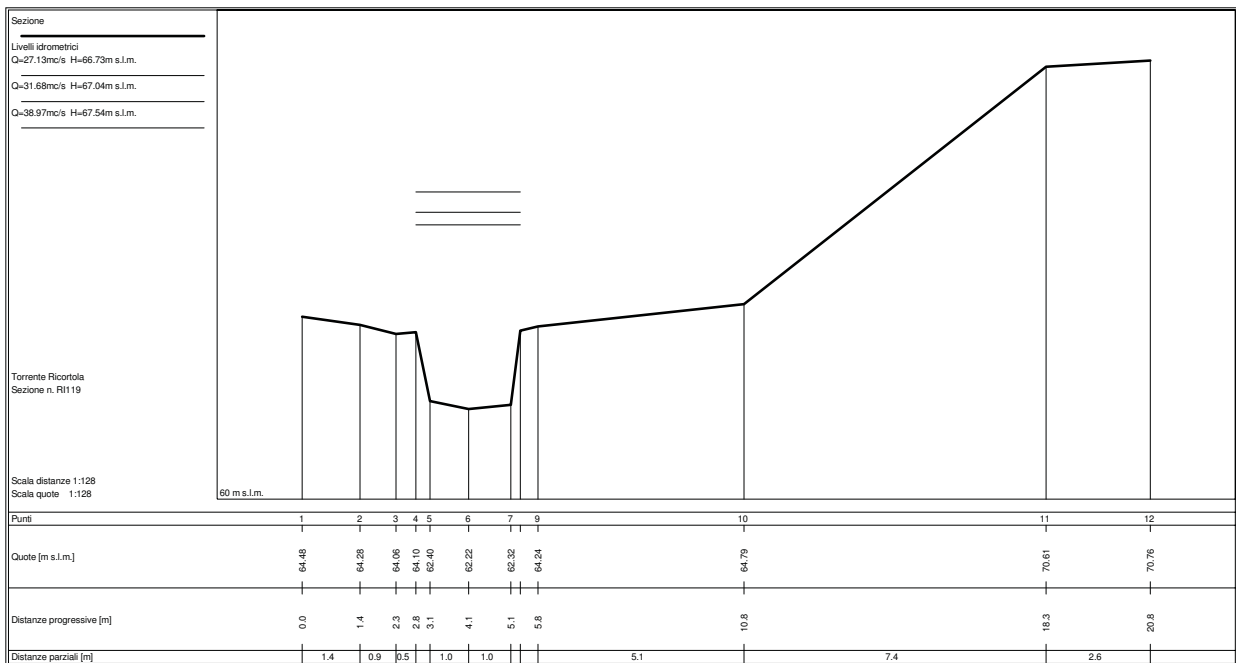 Sezione
Livelli idrometrici
Q=27.13mc/s H=66.73m s.l.m.
Q=31.68mc/s H=67.04m s.l.m.
Q=38.97mc/s H=67.54m s.l.m.
Torrente Ricortola
Sezione n. RI119
Scala distanze 1:128
Scala quote 1:128
60 m s.l.m.
Punti 1 2 3 4 5 6 7 9 10 11 12
Quote [m s.l.m.] 64.48 64.28 64.06 64.10 62.40 62.22 62.32 64.24 64.79 70.61 70.76
Distanze progressive [m] 0.0 1.4 2.3 2.8 3.1 4.1 5.1 5.8 10.8 18.3 20.8
Distanze parziali [m] 1.4 0.9 0.5 1.0 1.0 5.1 7.4 2.6